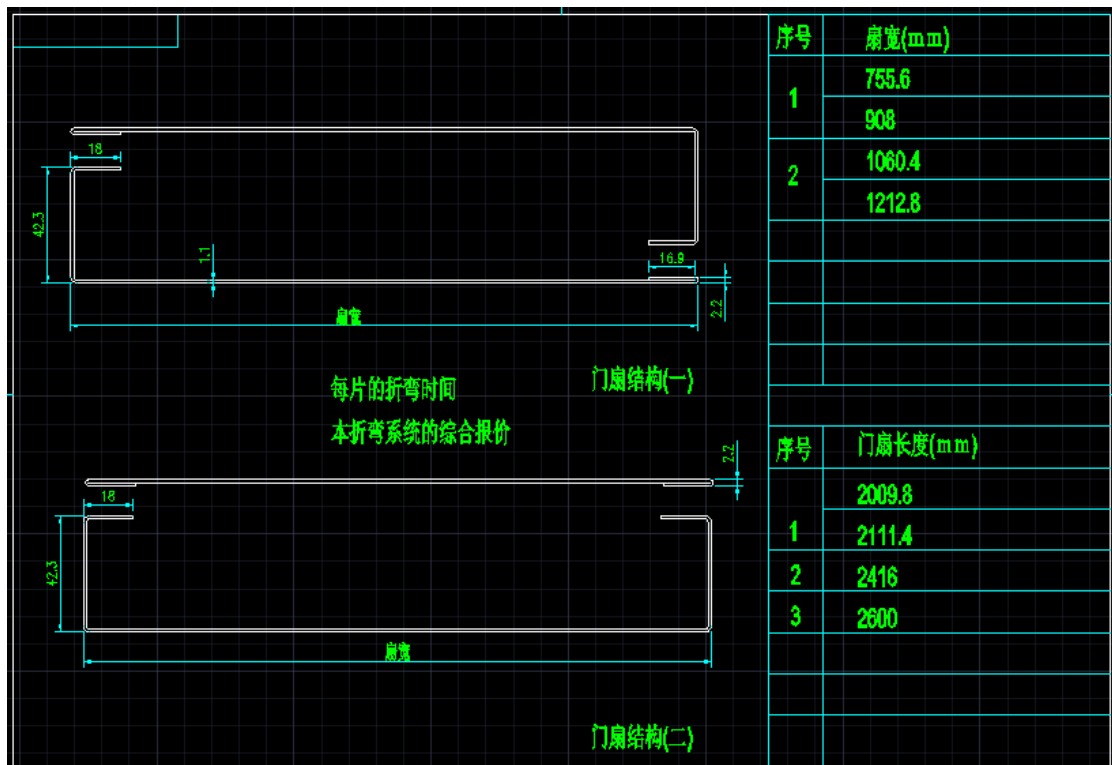 序号 扇宽(mm)
1 755.6
908
2 1060.4
1212.8
18
42.3
1.1
16.9
2.2
扇宽
门扇结构(一)
每片的折弯时间
本折弯系统的综合报价
序号 门扇长度(mm)
2009.8
1 2111.4
2 2416
3 2600
2.2
18
42.3
扇宽
门扇结构(二)